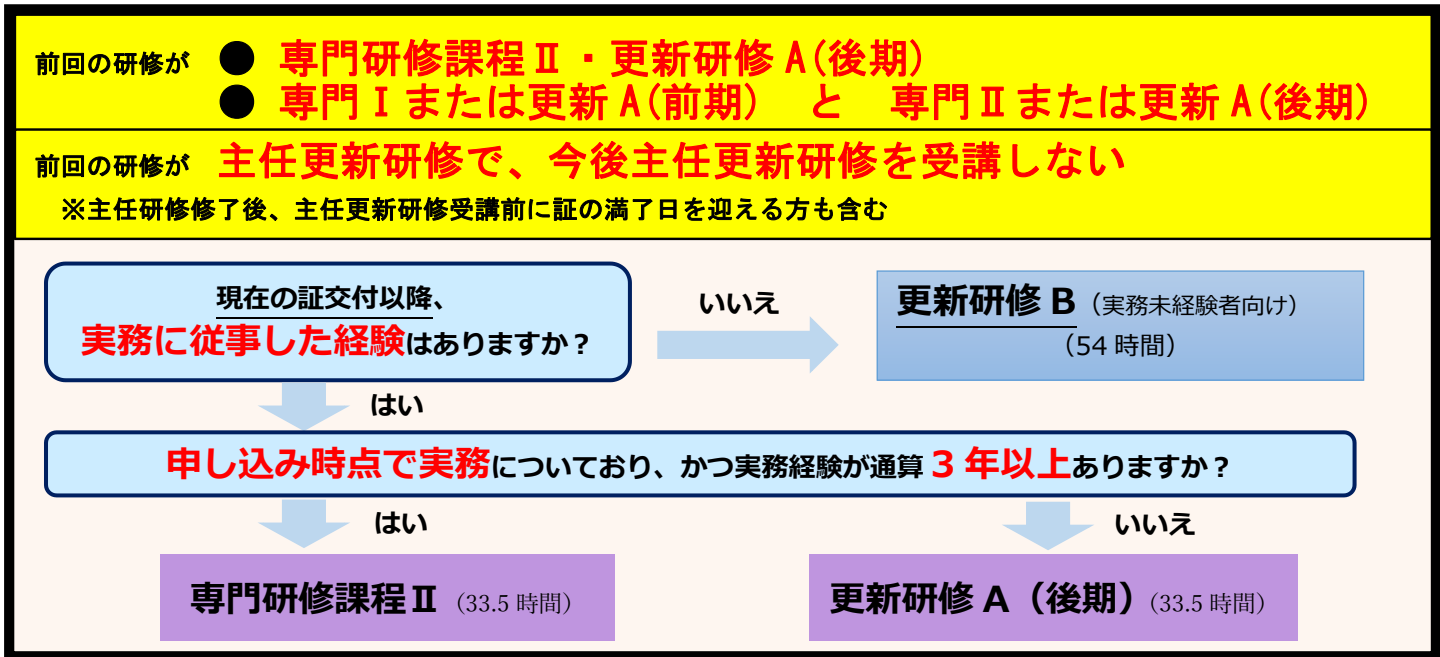 前回の研修が ● 専門研修課程Ⅱ・更新研修A(後期)
● 専門Ⅰまたは更新A(前期) と 専門Ⅱまたは更新A(後期)
前回の研修が 主任更新研修で、今後主任更新研修を受講しない
※主任研修修了後、主任更新研修受講前に証の満了日を迎える方も含む
現在の証交付以降、
実務に従事した経験はありますか？
いいえ
更新研修 B（実務未経験者向け）
（54 時間）
はい
申し込み時点で実務についており、かつ実務経験が通算 3 年以上ありますか？
はい
いいえ
専門研修課程Ⅱ（33.5 時間）
更新研修 A（後期）（33.5 時間）